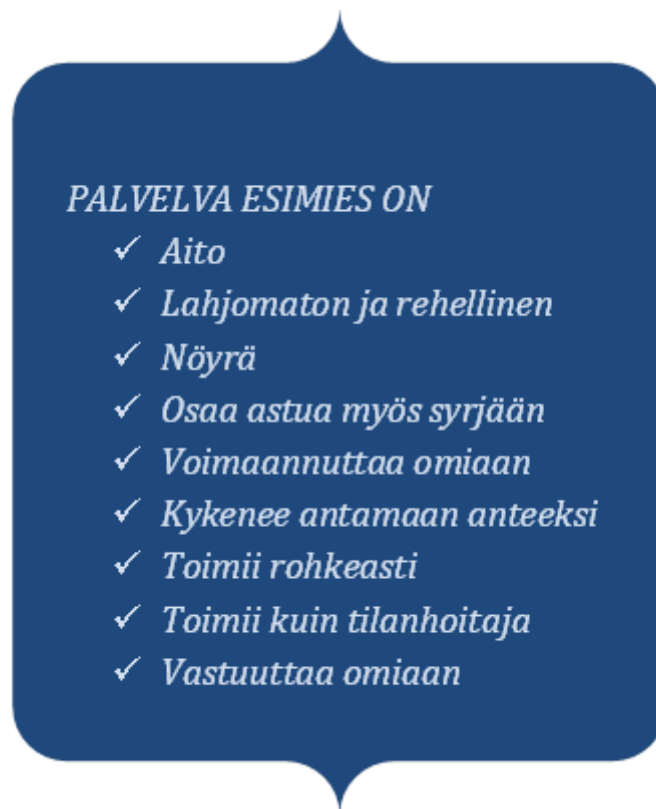 PALVELVA ESIMIES ON
✓ Aito
✓ Lahjomaton ja rehellinen
✓ Nöyrä
✓ Osaa astua myös syrjään
✓ Voimaannuttaa omiaan
✓ Kykenee antamaan anteeksi
✓ Toimii rohkeasti
✓ Toimii kuin tilanhoitaja
✓ Vastuuttaa omiaan